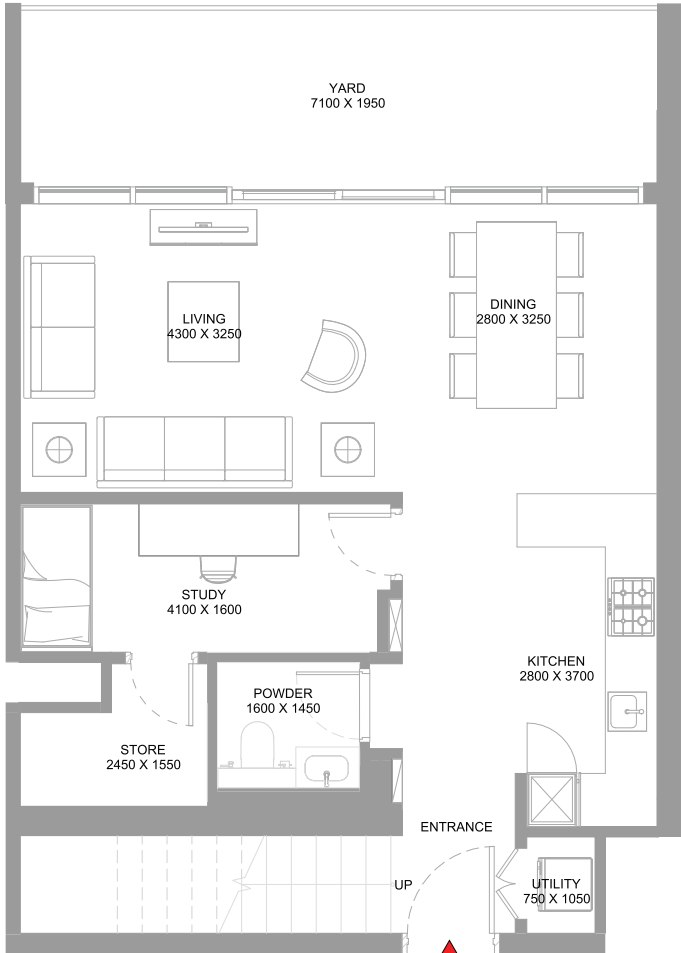 YARD
7100 X 1950
LIVING
4300 X 3250
DINING
2800 X 3250
STUDY
4100 X 1600
KITCHEN
2800 X 3700
POWDER
1600 X 1450
STORE
2450 X 1550
ENTRANCE
UP
UTILITY
750 X 1050